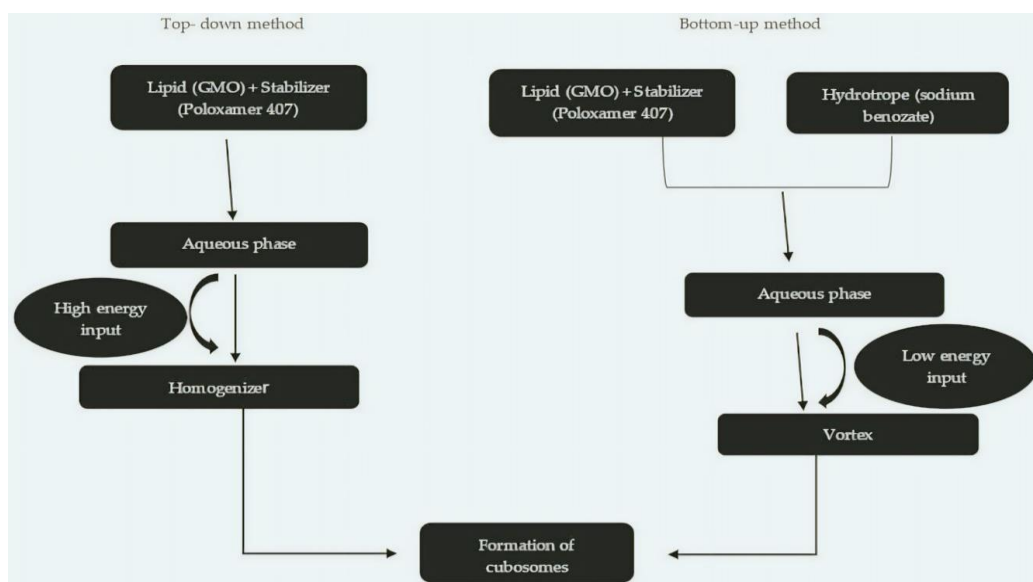 Top- down method
Bottom-up method
Lipid (GMO) + Stabilizer
(Poloxamer 407)
Lipid (GMO) + Stabilizer
(Poloxamer 407)
Hydrotrope (sodium
benozate)
Aqueous phase
Aqueous phase
High energy
input
Low energy
input
Homogenizer
Vortex
Formation of
cubosomes